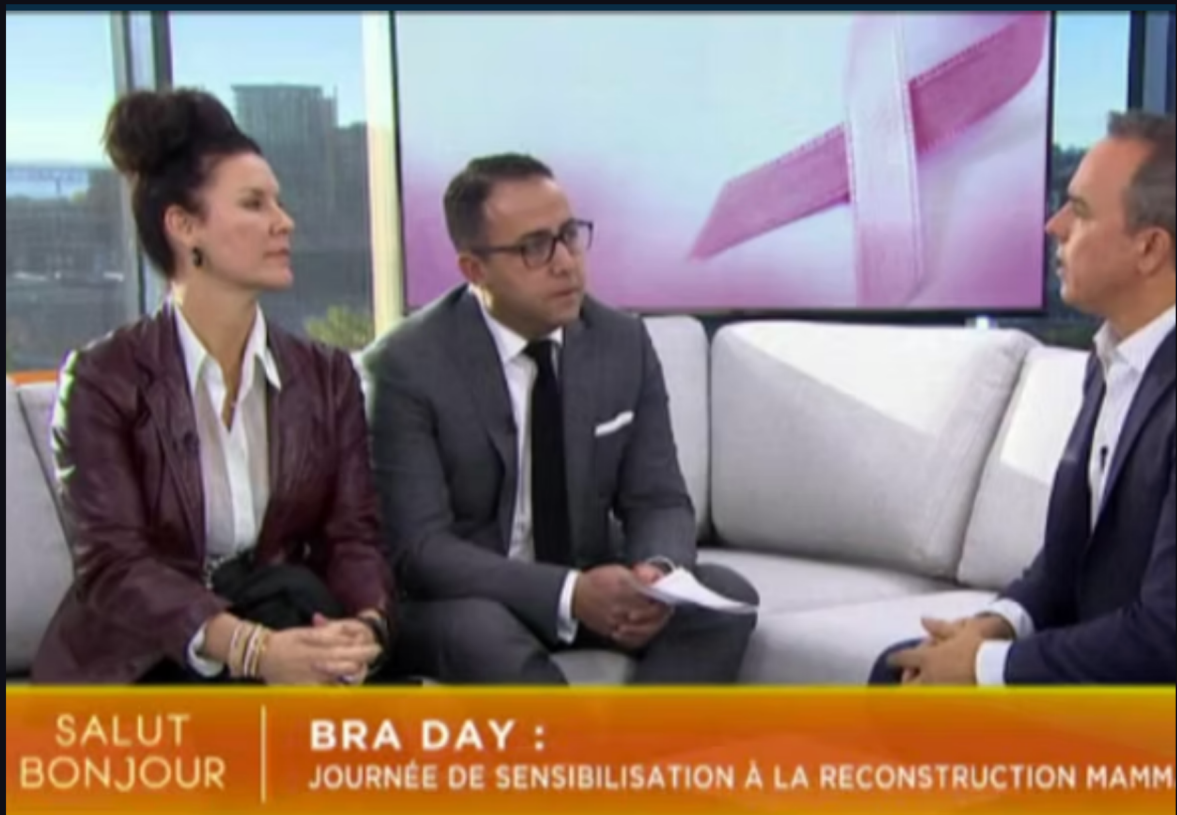 SALUT
BONJOUR
BRA DAY :
JOURNÉE DE SENSIBILISATION À LA RECONSTRUCTION MAMM